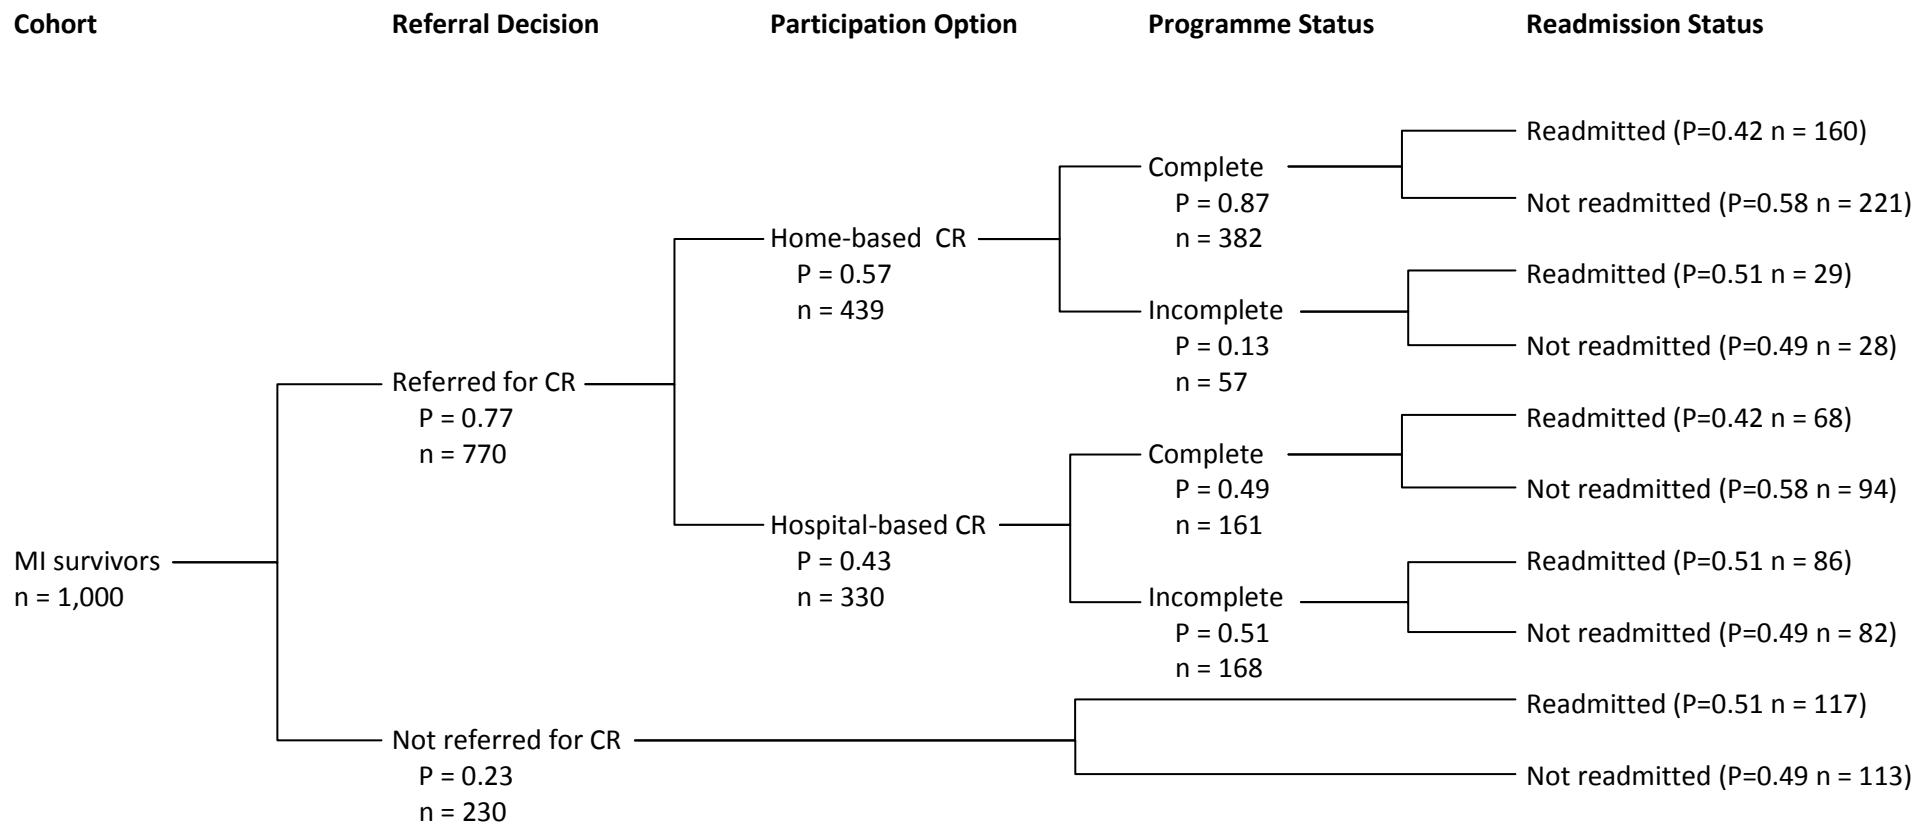 Cohort
Referral Decision
Participation Option
Programme Status
Readmission Status
MI survivors
n = 1,000
Referred for CR
P = 0.77
n = 770
Home-based CR
P = 0.57
n = 439
Complete
P = 0.87
n = 382
Readmitted (P=0.42 n = 160)
Not readmitted (P=0.58 n = 221)
Incomplete
P = 0.13
n = 57
Readmitted (P=0.51 n = 29)
Not readmitted (P=0.49 n = 28)
Hospital-based CR
P = 0.43
n = 330
Complete
P = 0.49
n = 161
Readmitted (P=0.42 n = 68)
Not readmitted (P=0.58 n = 94)
Incomplete
P = 0.51
n = 168
Readmitted (P=0.51 n = 86)
Not readmitted (P=0.49 n = 82)
Not referred for CR
P = 0.23
n = 230
Readmitted (P=0.51 n = 117)
Not readmitted (P=0.49 n = 113)